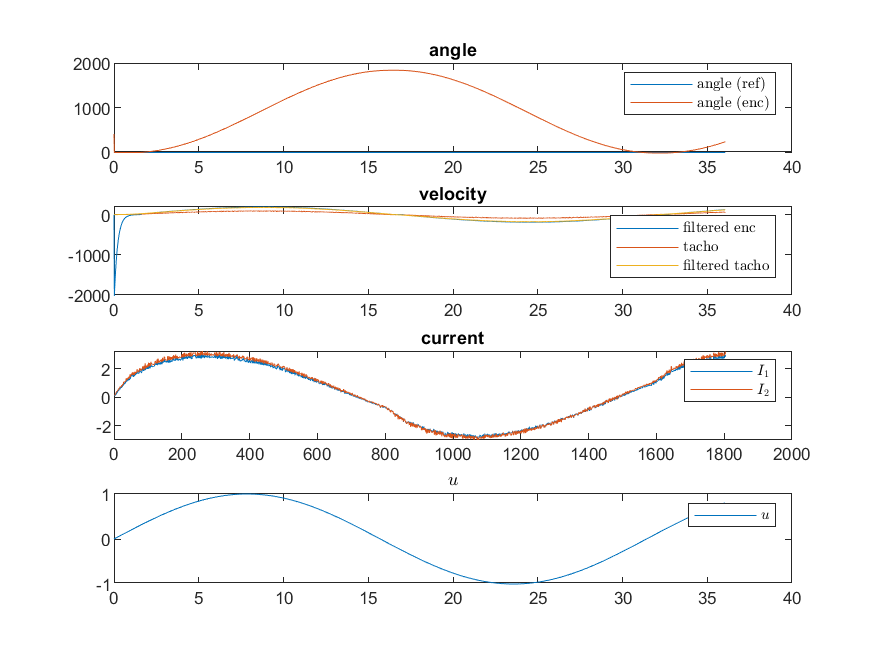 angle
2000
1000
0
angle (ref)
angle (enc)
0 5 10 15 20 25 30 35 40
velocity
0
-1000
-2000
filtered enc
tacho
filtered tacho
0 5 10 15 20 25 30 35 40
current
2
0
-2
I1
I2
0 200 400 600 800 1000 1200 1400 1600 1800 2000
u
1
0
-1
u
0 5 10 15 20 25 30 35 40